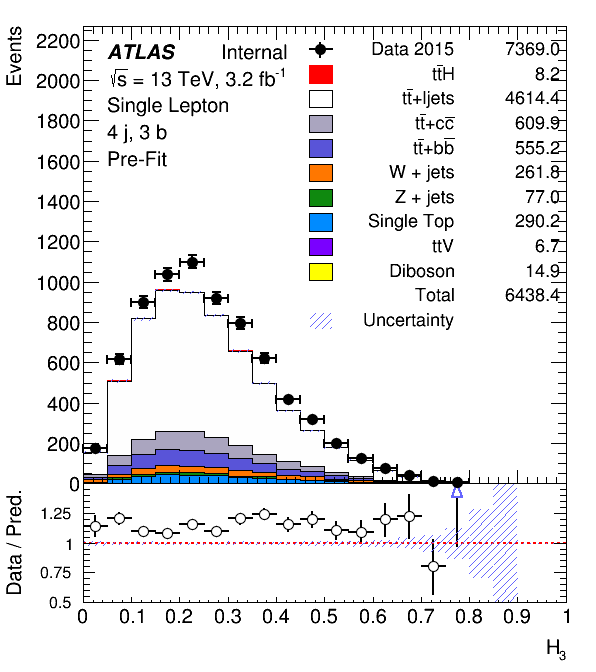 Events
2200
2000
1800
1600
1400
1200
1000
800
600
400
200
0
ATLAS Internal
√s = 13 TeV, 3.2 fb⁻¹
Single Lepton
4 j, 3 b
Pre-Fit
Data 2015 7369.0
tt̄H 8.2
tt̄+ljets 4614.4
tt̄+cc̄ 609.9
tt̄+bb̄ 555.2
W + jets 261.8
Z + jets 77.0
Single Top 290.2
ttV 6.7
Diboson 14.9
Total 6438.4
Uncertainty
Data / Pred.
1.25
1
0.75
0.5
0 0.1 0.2 0.3 0.4 0.5 0.6 0.7 0.8 0.9 1
H₃